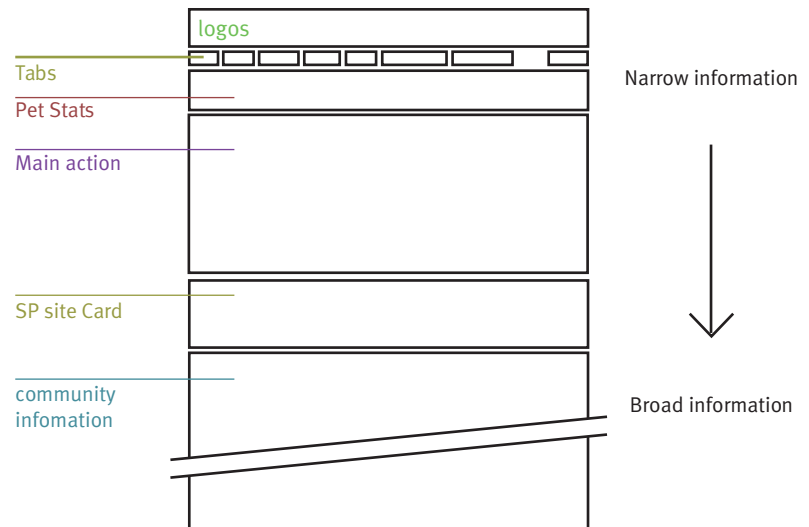 logos
Tabs
Narrow information
Pet Stats
Main action
SP site Card
community
infomation
Broad information